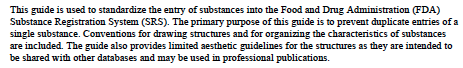 This guide is used to standardize the entry of substances into the Food and Drug Administration (FDA)
Substance Registration System (SRS). The primary purpose of this guide is to prevent duplicate entries of a
single substance. Conventions for drawing structures and for organizing the characteristics of substances
are included. The guide also provides limited aesthetic guidelines for the structures as they are intended to
be shared with other databases and may be used in professional publications.